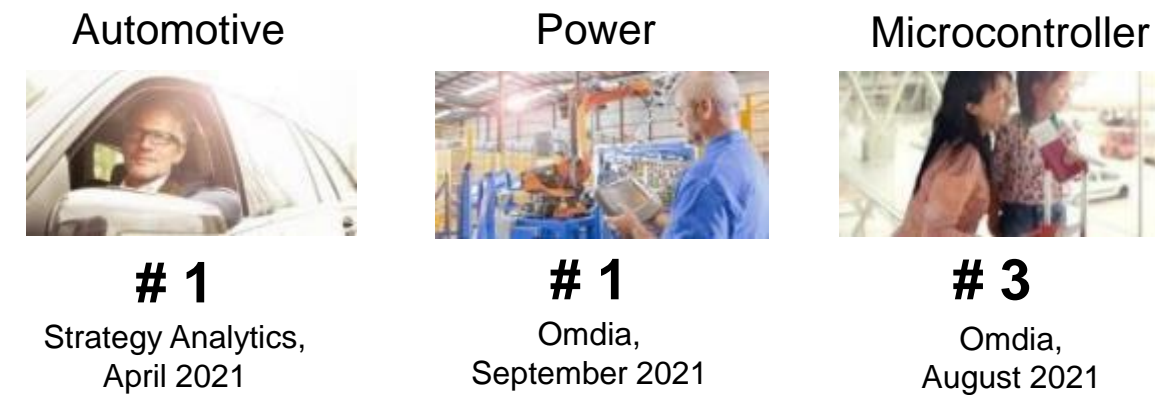 Automotive
Power
Microcontroller
# 1
# 1
# 3
Strategy Analytics,
April 2021
Omdia,
September 2021
Omdia,
August 2021